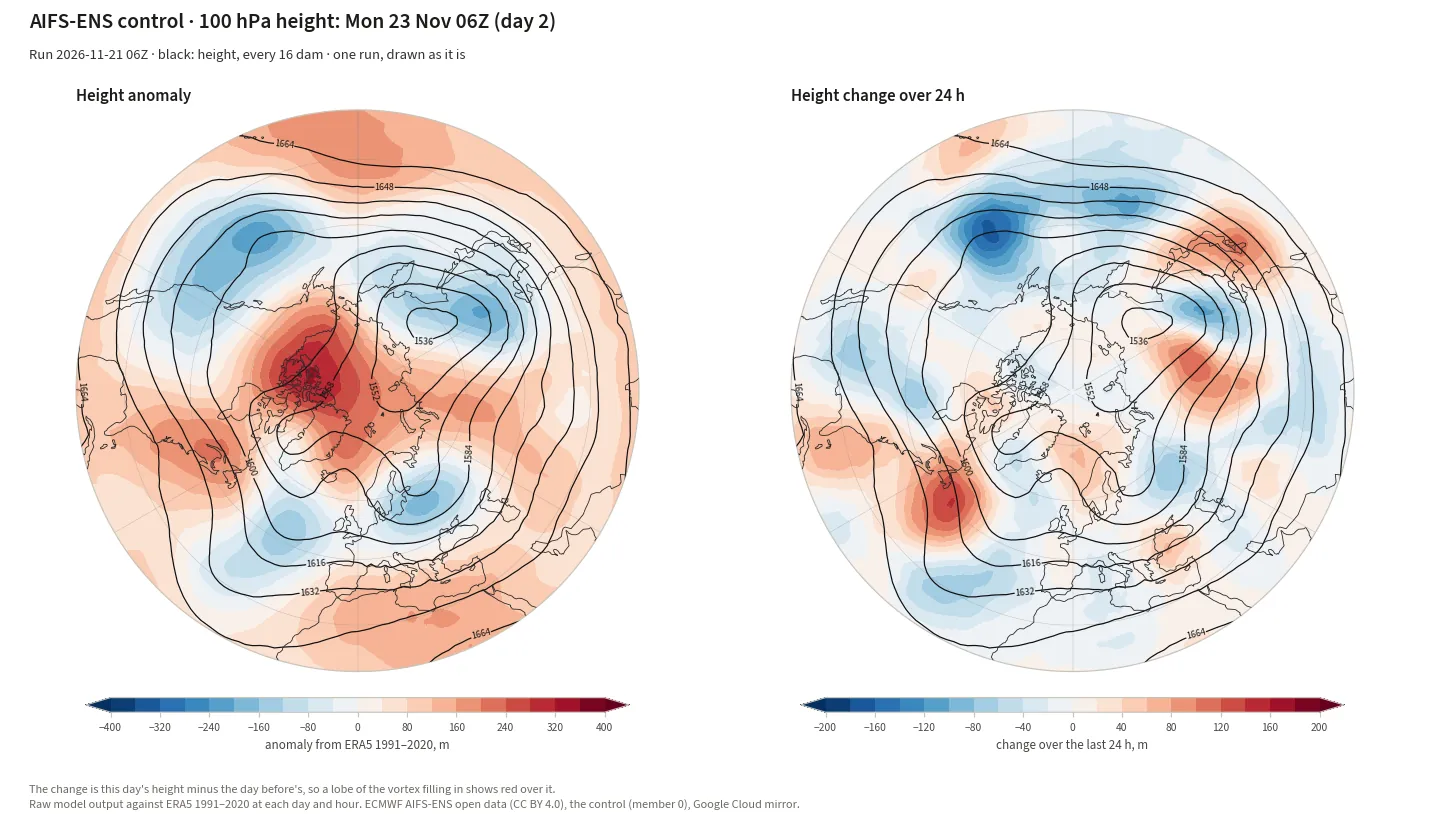 AIFS-ENS control · 100 hPa height: Mon 23 Nov 06Z (day 2)
Run 2026-11-21 06Z · black: height, every 16 dam · one run, drawn as it is
Height anomaly
Height change over 24 h
1664
1648
1536
1552
1664
1568
1600
1584
1616
1632
1664
1664
1648
1536
1552
1664
1568
1600
1584
1616
1632
1664
−400 −320 −240 −160 −80 0 80 160 240 320 400
anomaly from ERA5 1991–2020, m
−200 −160 −120 −80 −40 0 40 80 120 160 200
change over the last 24 h, m
The change is this day's height minus the day before's, so a lobe of the vortex filling in shows red over it.
Raw model output against ERA5 1991–2020 at each day and hour. ECMWF AIFS-ENS open data (CC BY 4.0), the control (member 0), Google Cloud mirror.